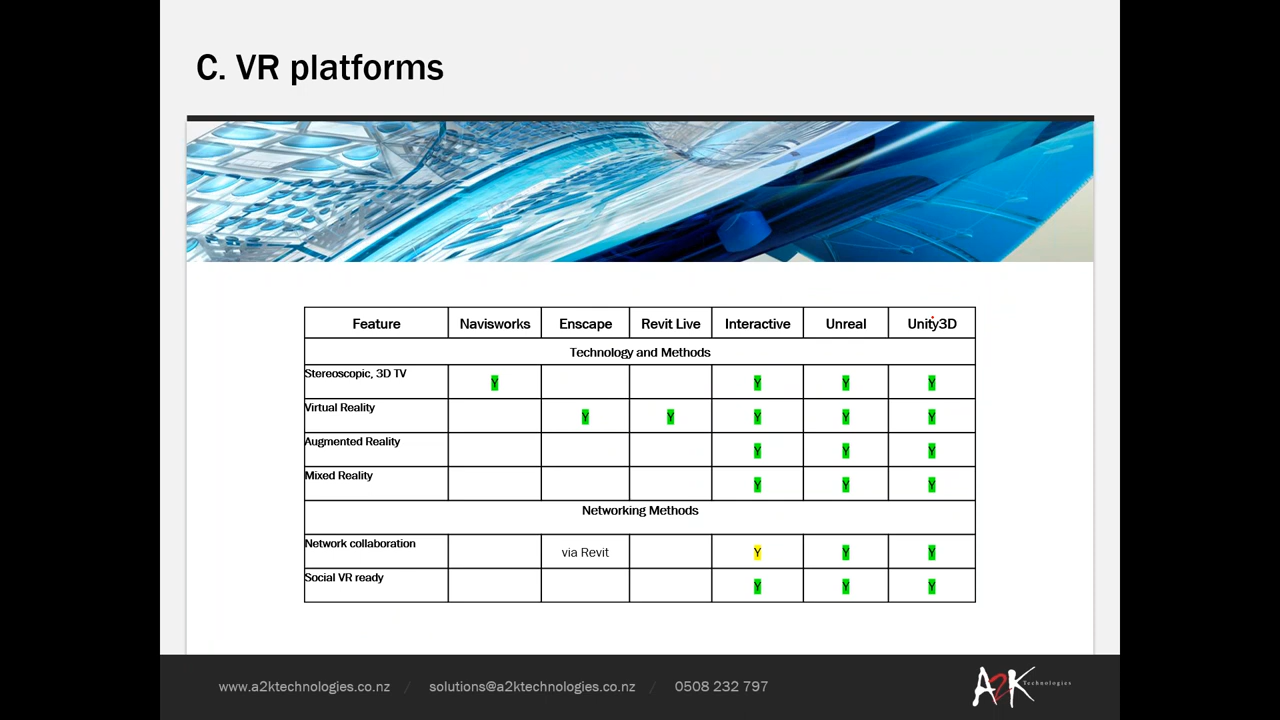 C. VR platforms
Feature Navisworks Enscape Revit Live Interactive Unreal Unity3D
Technology and Methods
Stereoscopic, 3D TV Y Y Y Y
Virtual Reality Y Y Y Y Y
Augmented Reality Y Y Y
Mixed Reality Y Y Y
Networking Methods
Network collaboration via Revit Y Y Y
Social VR ready Y Y Y
www.a2ktechnologies.co.nz / solutions@a2ktechnologies.co.nz / 0508 232 797
A2K Technologies